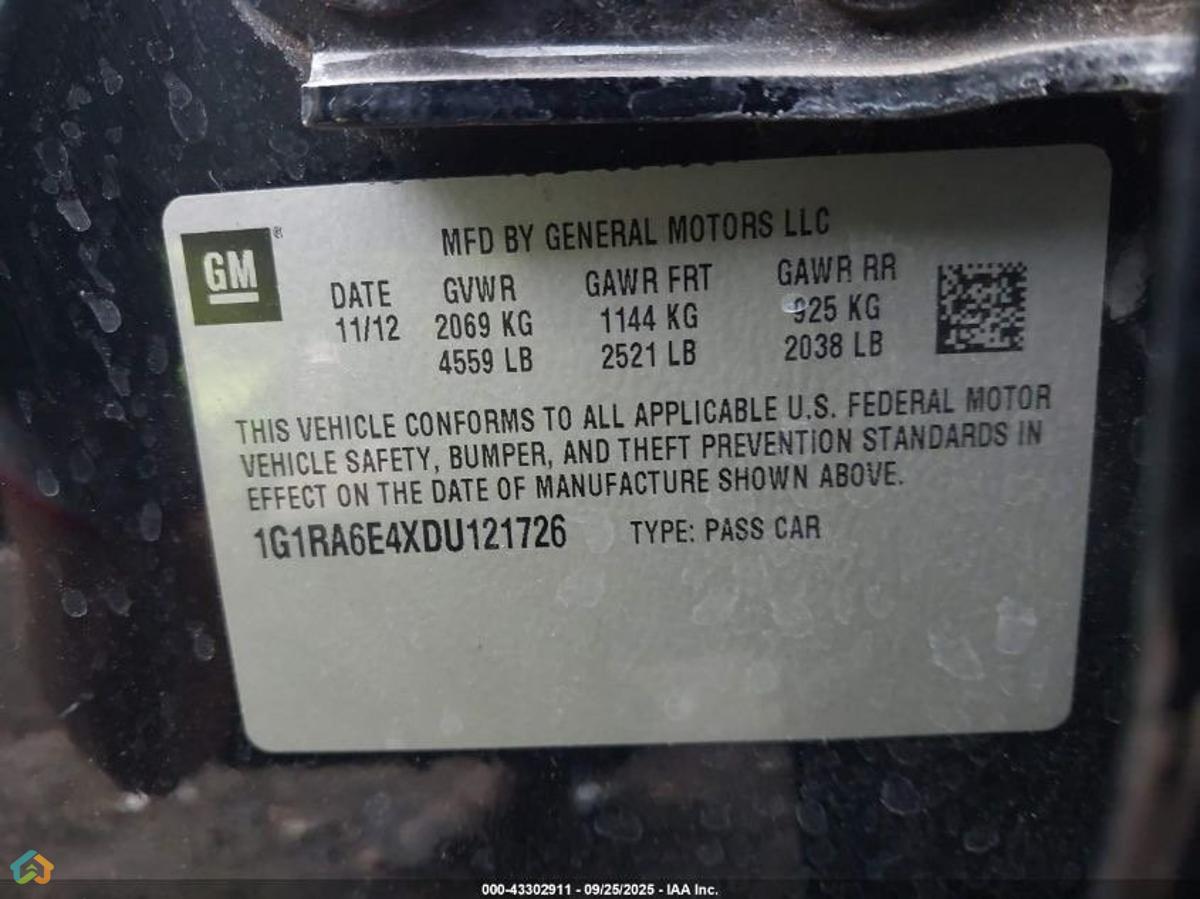 GM ®
MFD BY GENERAL MOTORS LLC
DATE GVWR GAWR FRT GAWR RR
11/12 2069 KG 1144 KG 925 KG
4559 LB 2521 LB 2038 LB
THIS VEHICLE CONFORMS TO ALL APPLICABLE U.S. FEDERAL MOTOR
VEHICLE SAFETY, BUMPER, AND THEFT PREVENTION STANDARDS IN
EFFECT ON THE DATE OF MANUFACTURE SHOWN ABOVE.
1G1RA6E4XDU121726 TYPE: PASS CAR
000-43302911 - 09/25/2025 - IAA Inc.